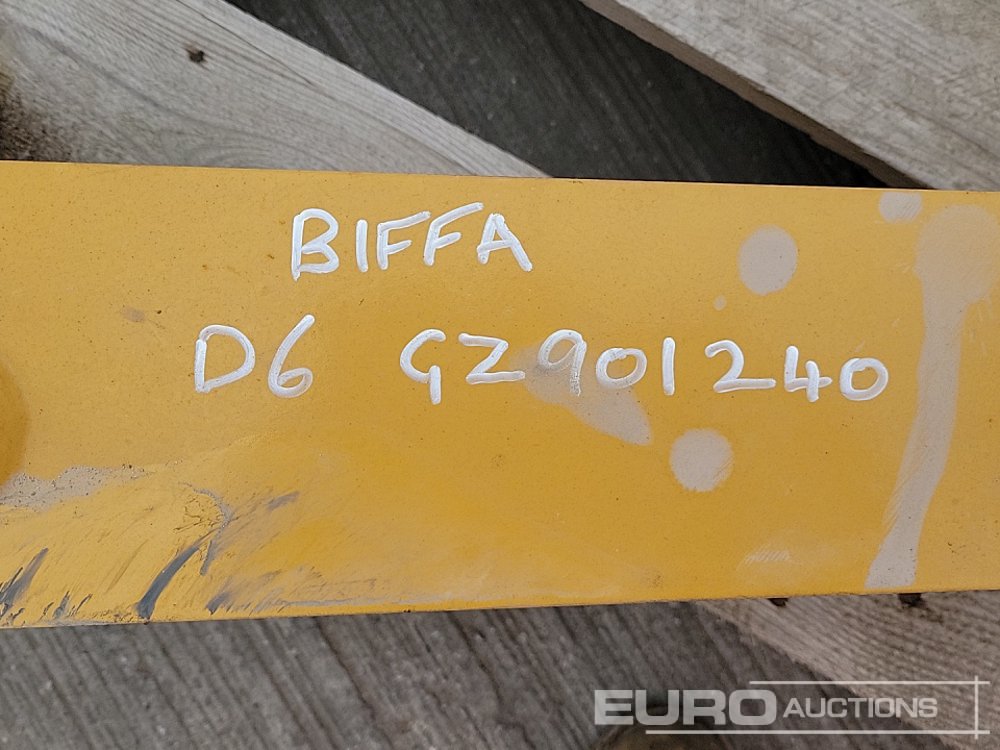 BIFFA
D6 GZ901240
EURO AUCTIONS